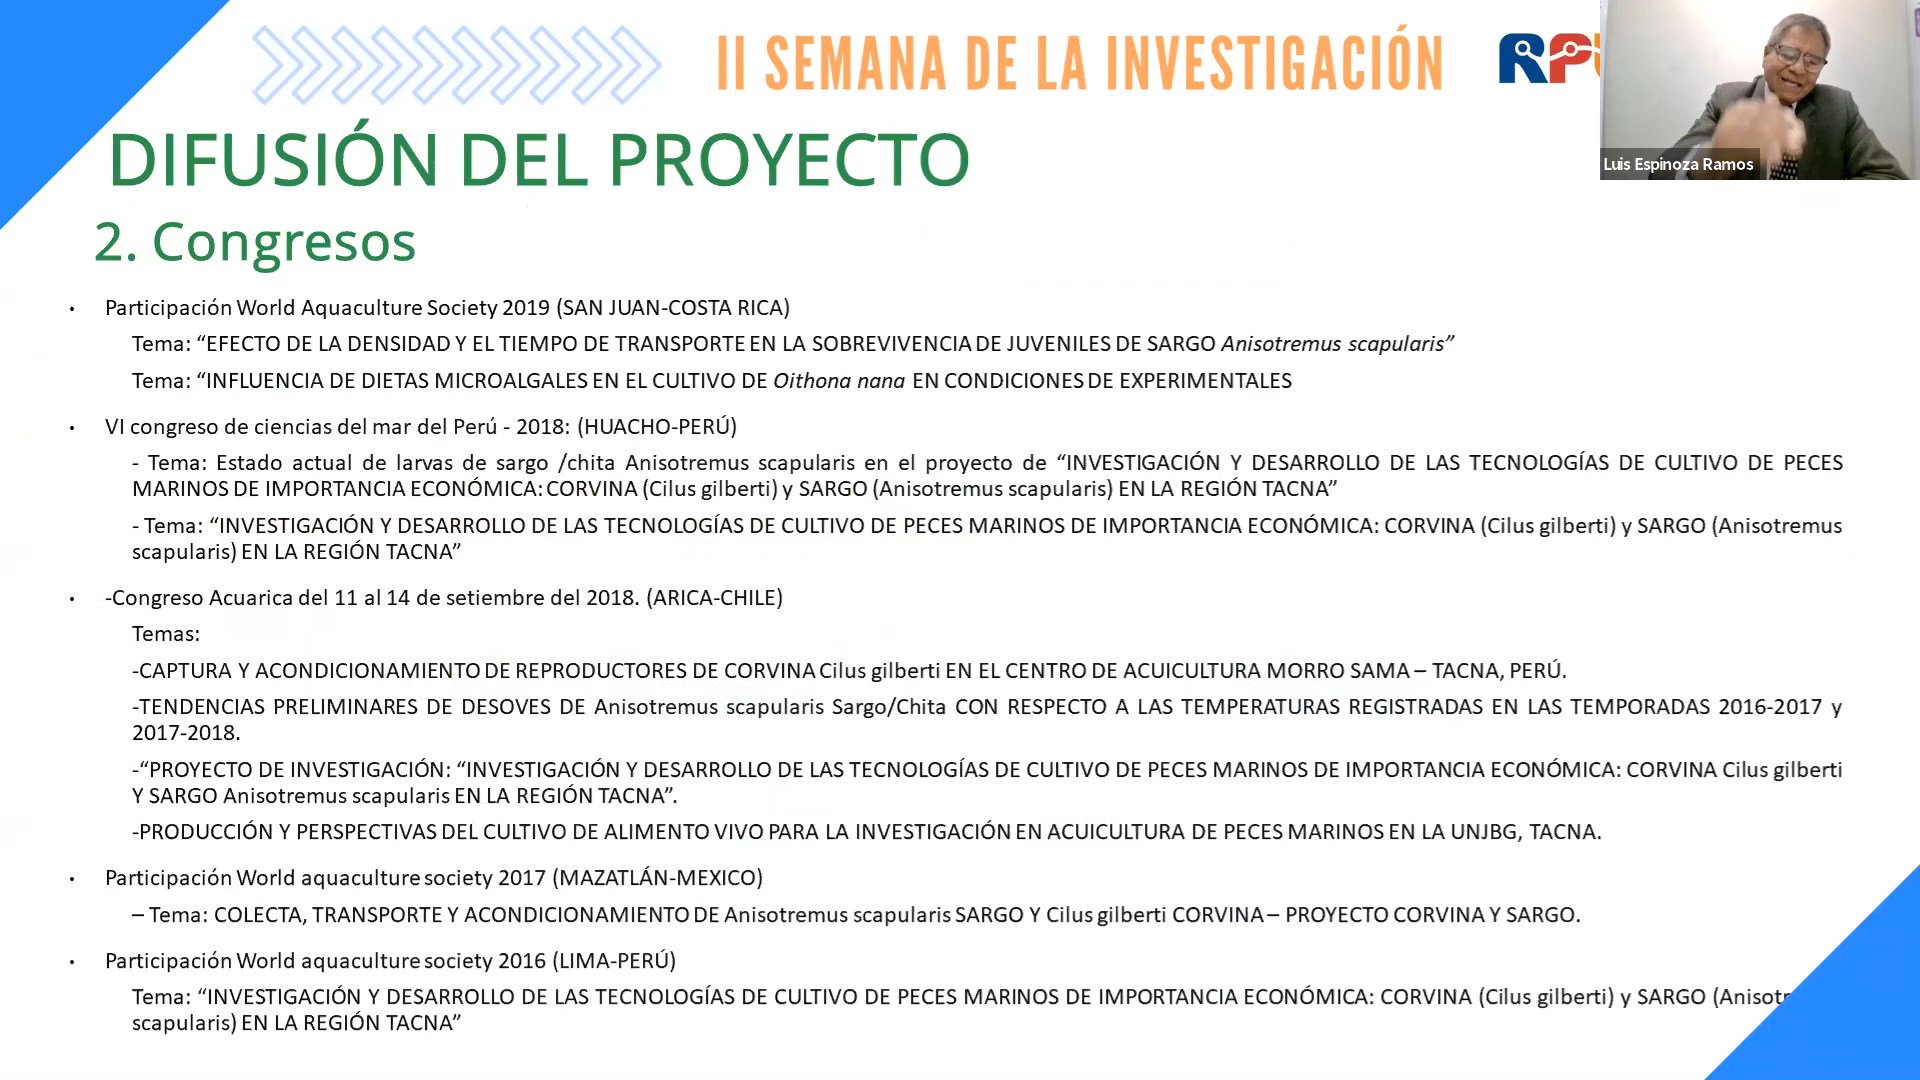 II SEMANA DE LA INVESTIGACIÓN
RP
Luis Espinoza Ramos
DIFUSIÓN DEL PROYECTO
2. Congresos
• Participación World Aquaculture Society 2019 (SAN JUAN-COSTA RICA)
Tema: “EFECTO DE LA DENSIDAD Y EL TIEMPO DE TRANSPORTE EN LA SOBREVIVENCIA DE JUVENILES DE SARGO Anisotremus scapularis”
Tema: “INFLUENCIA DE DIETAS MICROALGALES EN EL CULTIVO DE Oithona nana EN CONDICIONES DE EXPERIMENTALES
• VI congreso de ciencias del mar del Perú - 2018: (HUACHO-PERÚ)
- Tema: Estado actual de larvas de sargo /chita Anisotremus scapularis en el proyecto de “INVESTIGACIÓN Y DESARROLLO DE LAS TECNOLOGÍAS DE CULTIVO DE PECES
MARINOS DE IMPORTANCIA ECONÓMICA: CORVINA (Cilus gilberti) y SARGO (Anisotremus scapularis) EN LA REGIÓN TACNA”
- Tema: “INVESTIGACIÓN Y DESARROLLO DE LAS TECNOLOGÍAS DE CULTIVO DE PECES MARINOS DE IMPORTANCIA ECONÓMICA: CORVINA (Cilus gilberti) y SARGO (Anisotremus
scapularis) EN LA REGIÓN TACNA”
• -Congreso Acuarica del 11 al 14 de setiembre del 2018. (ARICA-CHILE)
Temas:
-CAPTURA Y ACONDICIONAMIENTO DE REPRODUCTORES DE CORVINA Cilus gilberti EN EL CENTRO DE ACUICULTURA MORRO SAMA – TACNA, PERÚ.
-TENDENCIAS PRELIMINARES DE DESOVES DE Anisotremus scapularis Sargo/Chita CON RESPECTO A LAS TEMPERATURAS REGISTRADAS EN LAS TEMPORADAS 2016-2017 y
2017-2018.
-“PROYECTO DE INVESTIGACIÓN: “INVESTIGACIÓN Y DESARROLLO DE LAS TECNOLOGÍAS DE CULTIVO DE PECES MARINOS DE IMPORTANCIA ECONÓMICA: CORVINA Cilus gilberti
Y SARGO Anisotremus scapularis EN LA REGIÓN TACNA”.
-PRODUCCIÓN Y PERSPECTIVAS DEL CULTIVO DE ALIMENTO VIVO PARA LA INVESTIGACIÓN EN ACUICULTURA DE PECES MARINOS EN LA UNJBG, TACNA.
• Participación World aquaculture society 2017 (MAZATLÁN-MEXICO)
– Tema: COLECTA, TRANSPORTE Y ACONDICIONAMIENTO DE Anisotremus scapularis SARGO Y Cilus gilberti CORVINA – PROYECTO CORVINA Y SARGO.
• Participación World aquaculture society 2016 (LIMA-PERÚ)
Tema: “INVESTIGACIÓN Y DESARROLLO DE LAS TECNOLOGÍAS DE CULTIVO DE PECES MARINOS DE IMPORTANCIA ECONÓMICA: CORVINA (Cilus gilberti) y SARGO (Anisotr
scapularis) EN LA REGIÓN TACNA”